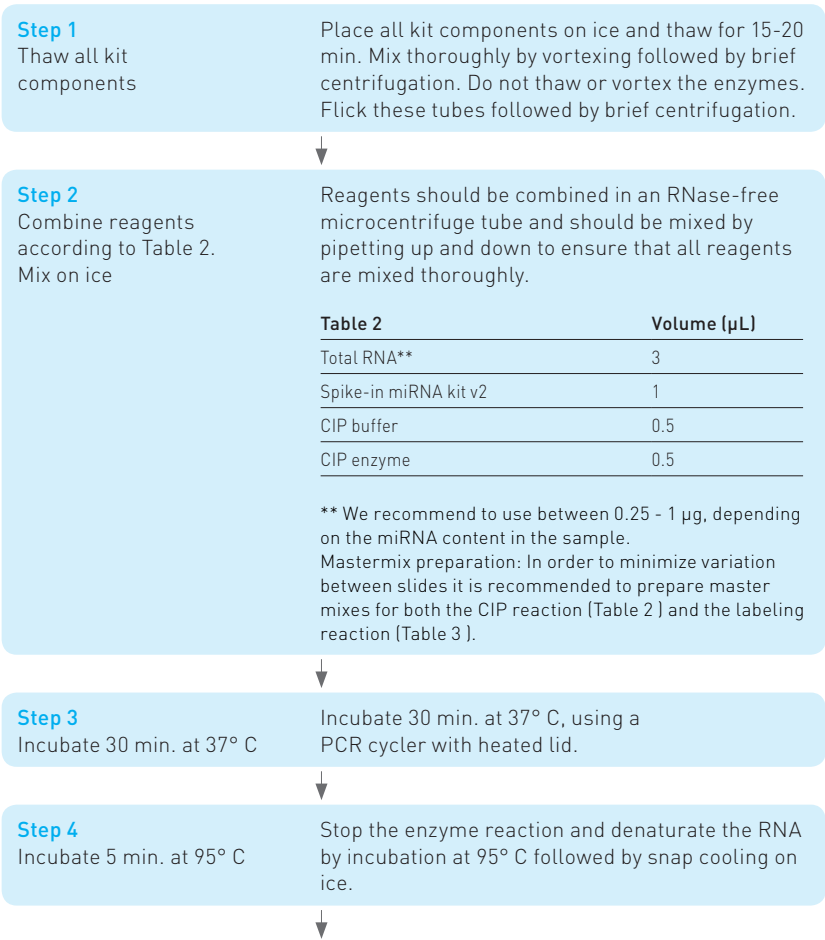 Step 1
Thaw all kit
components
Place all kit components on ice and thaw for 15-20
min. Mix thoroughly by vortexing followed by brief
centrifugation. Do not thaw or vortex the enzymes.
Flick these tubes followed by brief centrifugation.
Step 2
Combine reagents
according to Table 2.
Mix on ice
Reagents should be combined in an RNase-free
microcentrifuge tube and should be mixed by
pipetting up and down to ensure that all reagents
are mixed thoroughly.
Table 2 Volume (µL)
Total RNA** 3
Spike-in miRNA kit v2 1
CIP buffer 0.5
CIP enzyme 0.5
** We recommend to use between 0.25 - 1 µg, depending
on the miRNA content in the sample.
Mastermix preparation: In order to minimize variation
between slides it is recommended to prepare master
mixes for both the CIP reaction (Table 2 ) and the labeling
reaction (Table 3 ).
Step 3
Incubate 30 min. at 37° C
Incubate 30 min. at 37° C, using a
PCR cycler with heated lid.
Step 4
Incubate 5 min. at 95° C
Stop the enzyme reaction and denaturate the RNA
by incubation at 95° C followed by snap cooling on
ice.